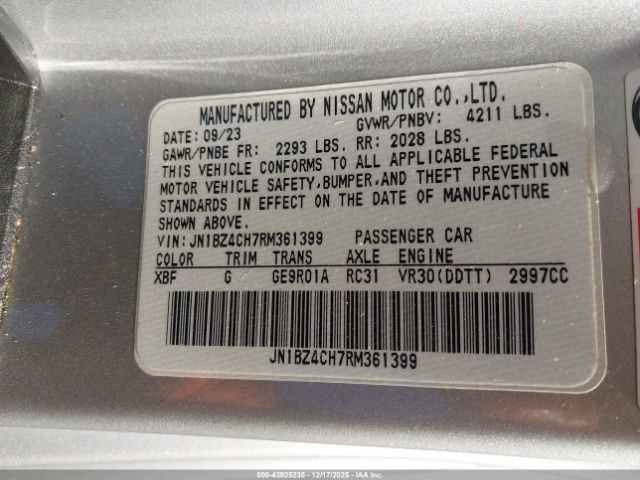 MANUFACTURED BY NISSAN MOTOR CO.,LTD.
DATE: 09/23 GVWR/PNBV: 4211 LBS.
GAWR/PNBE FR: 2293 LBS. RR: 2028 LBS.
THIS VEHICLE CONFORMS TO ALL APPLICABLE FEDERAL
MOTOR VEHICLE SAFETY,BUMPER,AND THEFT PREVENTION
STANDARDS IN EFFECT ON THE DATE OF MANUFACTURE
SHOWN ABOVE.
VIN: JN1BZ4CH7RM361399 PASSENGER CAR
COLOR TRIM TRANS AXLE ENGINE
XBF G GE9R01A RC31 VR30(DDTT) 2997CC
JN1BZ4CH7RM361399
000-43925235 - 12/17/2025 - IAA Inc.